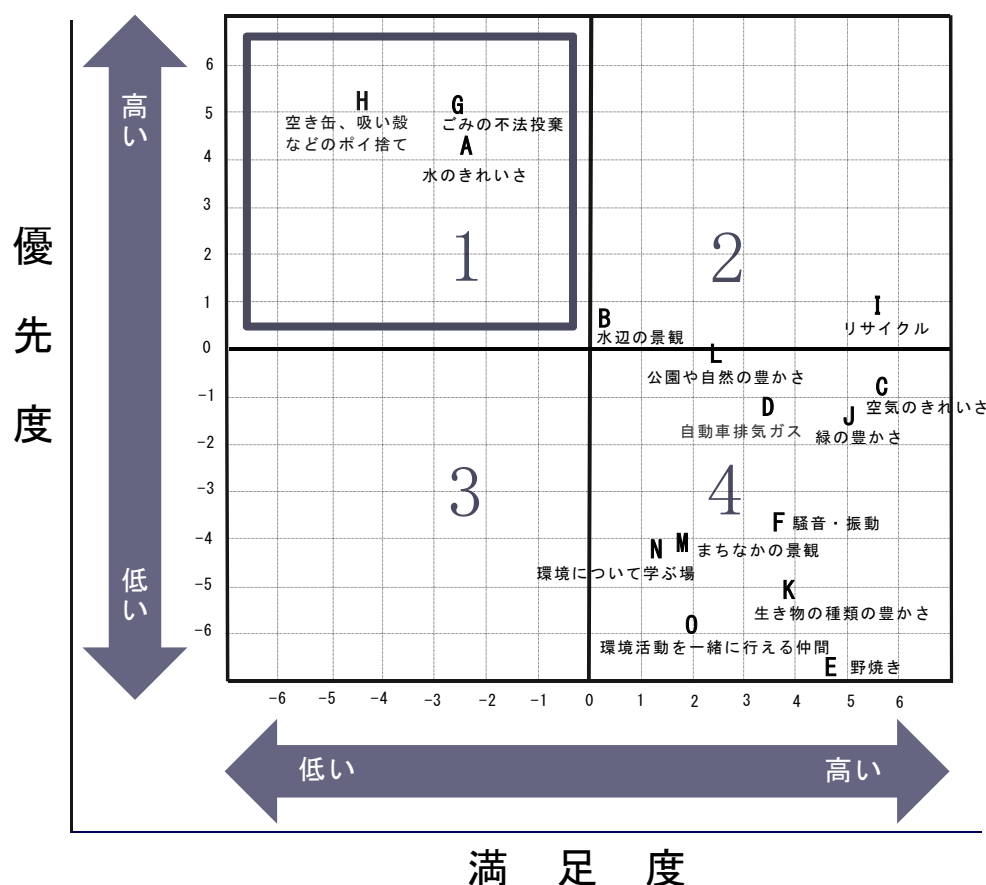 高い
低い
優先度
6
5
4
3
2
1
0
-1
-2
-3
-4
-5
-6
H
空き缶、吸い殻
などのポイ捨て
G
ごみの不法投棄
A
水のきれいさ
1
2
B
水辺の景観
I
リサイクル
L
公園や自然の豊かさ
C
空気のきれいさ
D
自動車排気ガス
J
緑の豊かさ
3
4
F 騒音・振動
N
環境について学ぶ場
M まちなかの景観
K
生き物の種類の豊かさ
O
環境活動を一緒に行える仲間
E 野焼き
-6 -5 -4 -3 -2 -1 0 1 2 3 4 5 6
低い 高い
満足度